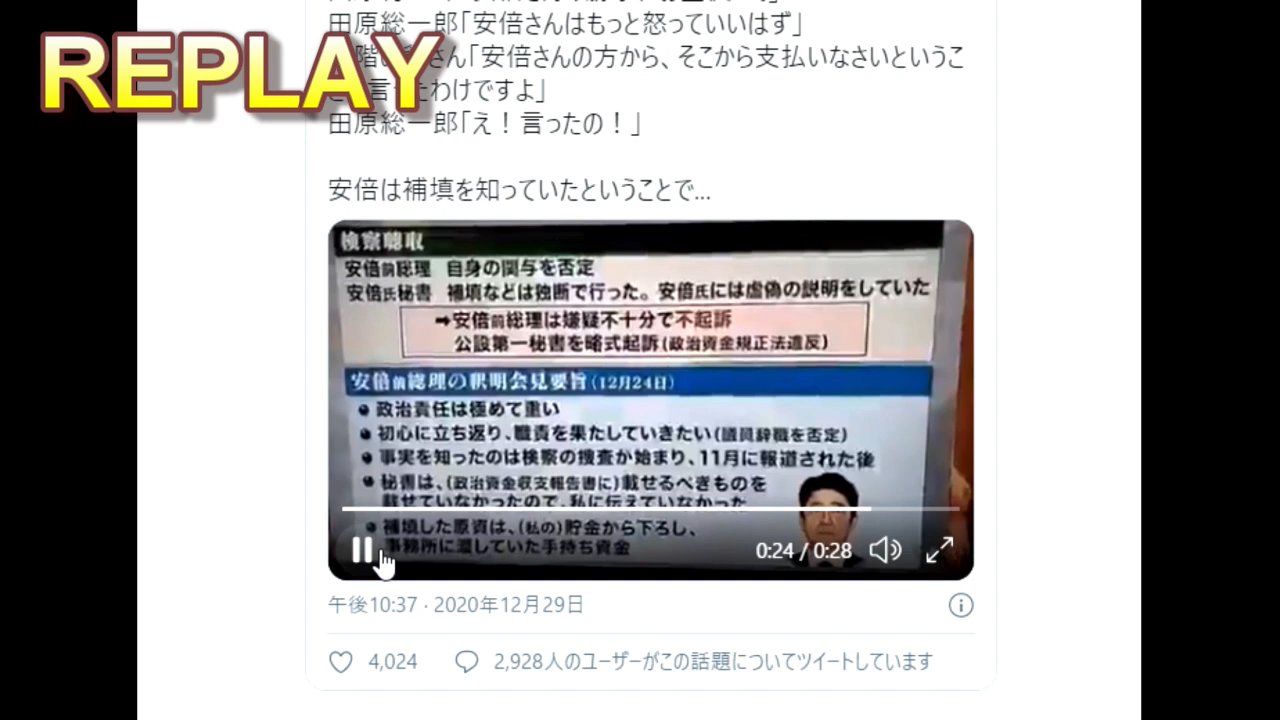 田原総一郎「安倍さんはもっと怒っていいはず」
REPLAY
階 さん「安倍さんの方から、そこから支払いなさいというこ
言 たわけですよ」
田原総一郎「え！言ったの！」
安倍は補填を知っていたということで...
検察聴取
安倍前総理 自身の関与を否定
安倍氏秘書 補填などは独断で行った。安倍氏には虚偽の説明をしていた
➡安倍前総理は嫌疑不十分で不起訴
公設第一秘書を略式起訴(政治資金規正法違反)
安倍前総理の釈明会見要旨(12月24日)
● 政治責任は極めて重い
● 初心に立ち返り、職責を果たしていきたい(議員辞職を否定)
● 事実を知ったのは検察の捜査が始まり、11月に報道された後
● 秘書は、(政治資金収支報告書に)載せるべきものを
載せていなかったので、私に伝えていなかった
● 補填した原資は、(私の)貯金から下ろし、
事務所に渡していた手持ち資金
0:24 / 0:28
午後10:37 · 2020年12月29日
4,024
2,928人のユーザーがこの話題についてツイートしています